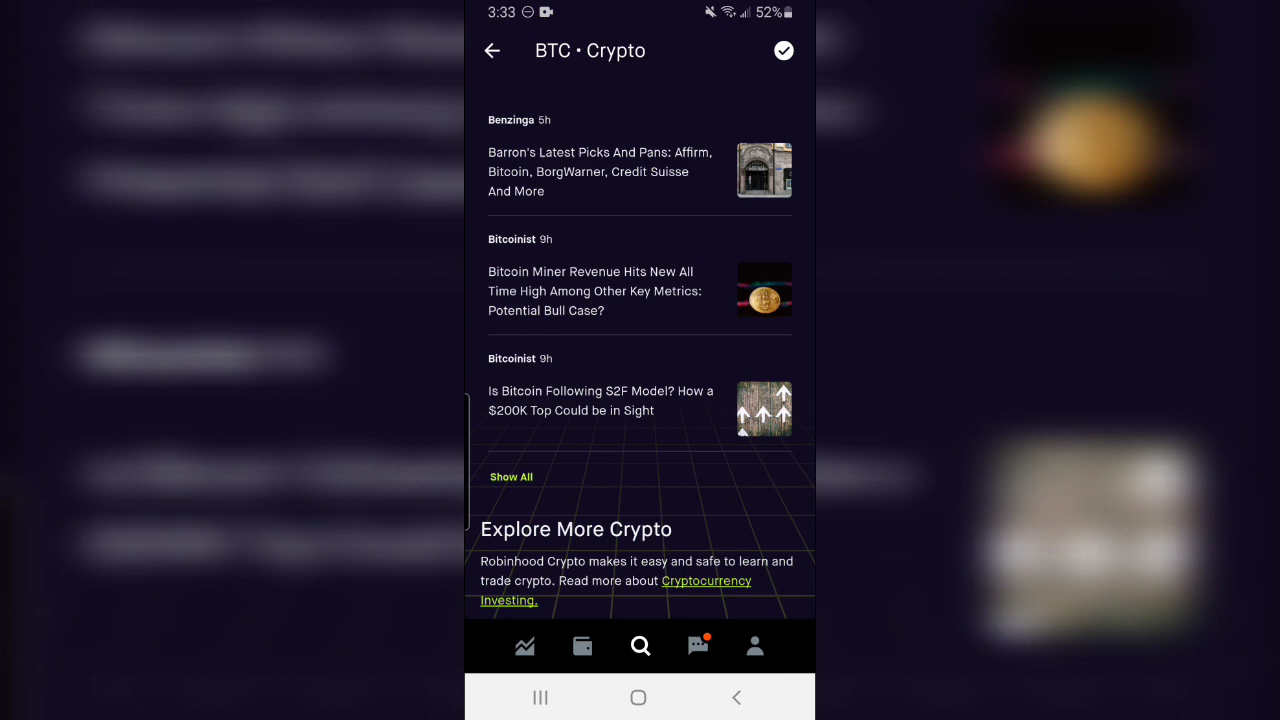 3:33
52%
BTC • Crypto
Benzinga 5h
Barron's Latest Picks And Pans: Affirm,
Bitcoin, BorgWarner, Credit Suisse
And More
Bitcoinist 9h
Bitcoin Miner Revenue Hits New All
Time High Among Other Key Metrics:
Potential Bull Case?
Bitcoinist 9h
Is Bitcoin Following S2F Model? How a
$200K Top Could be in Sight
Show All
Explore More Crypto
Robinhood Crypto makes it easy and safe to learn and
trade crypto. Read more about Cryptocurrency
Investing.